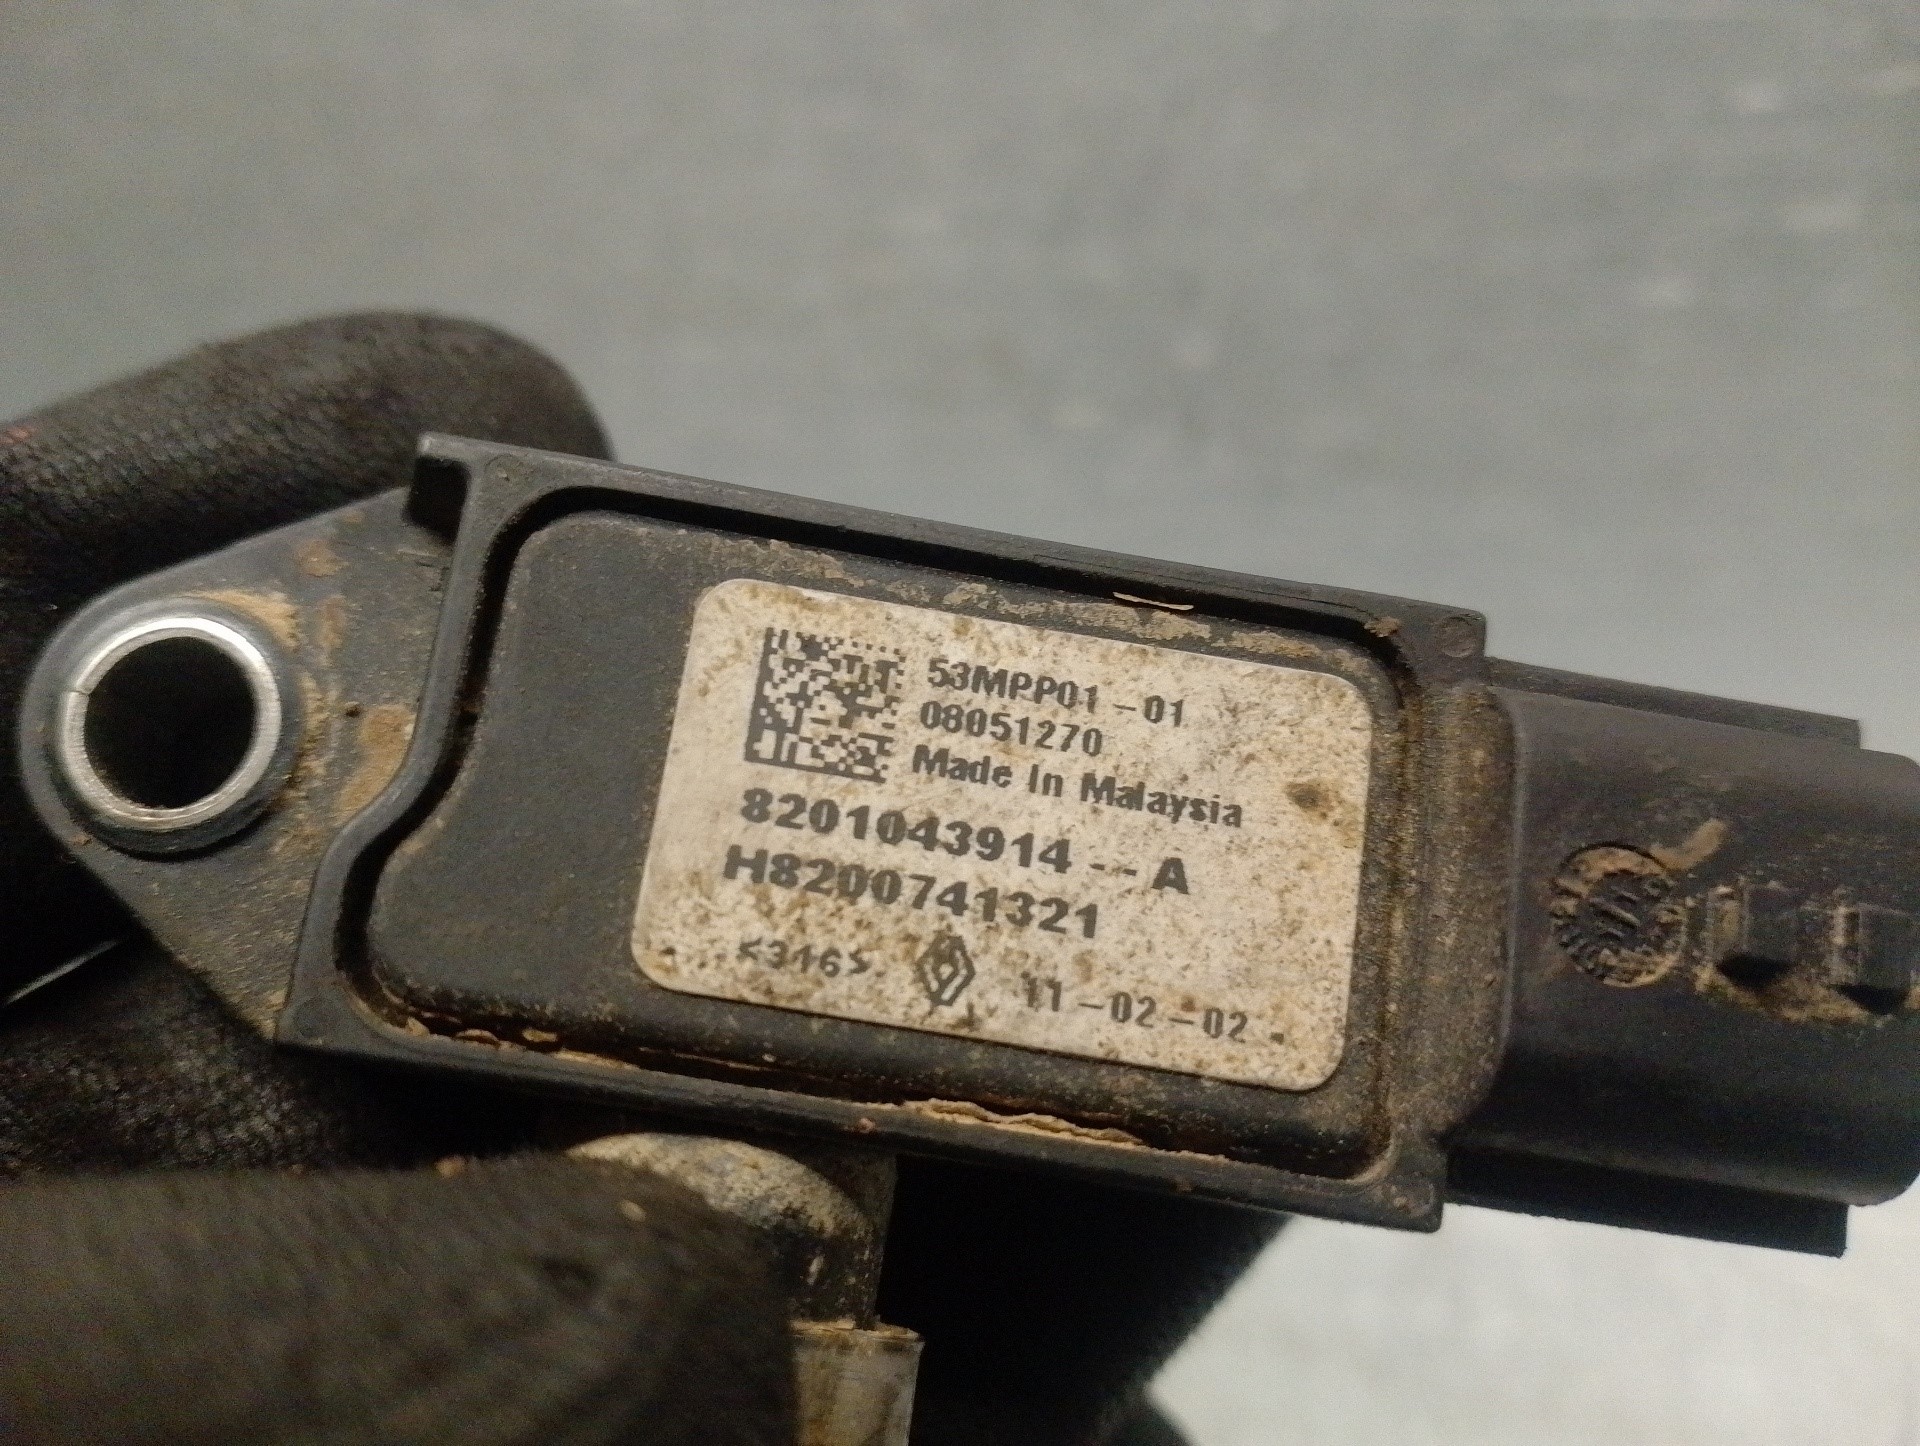 53MPP01-01
08051270
Made In Malaysia
8201043914--A
H8200741321
<316> 11-02-02